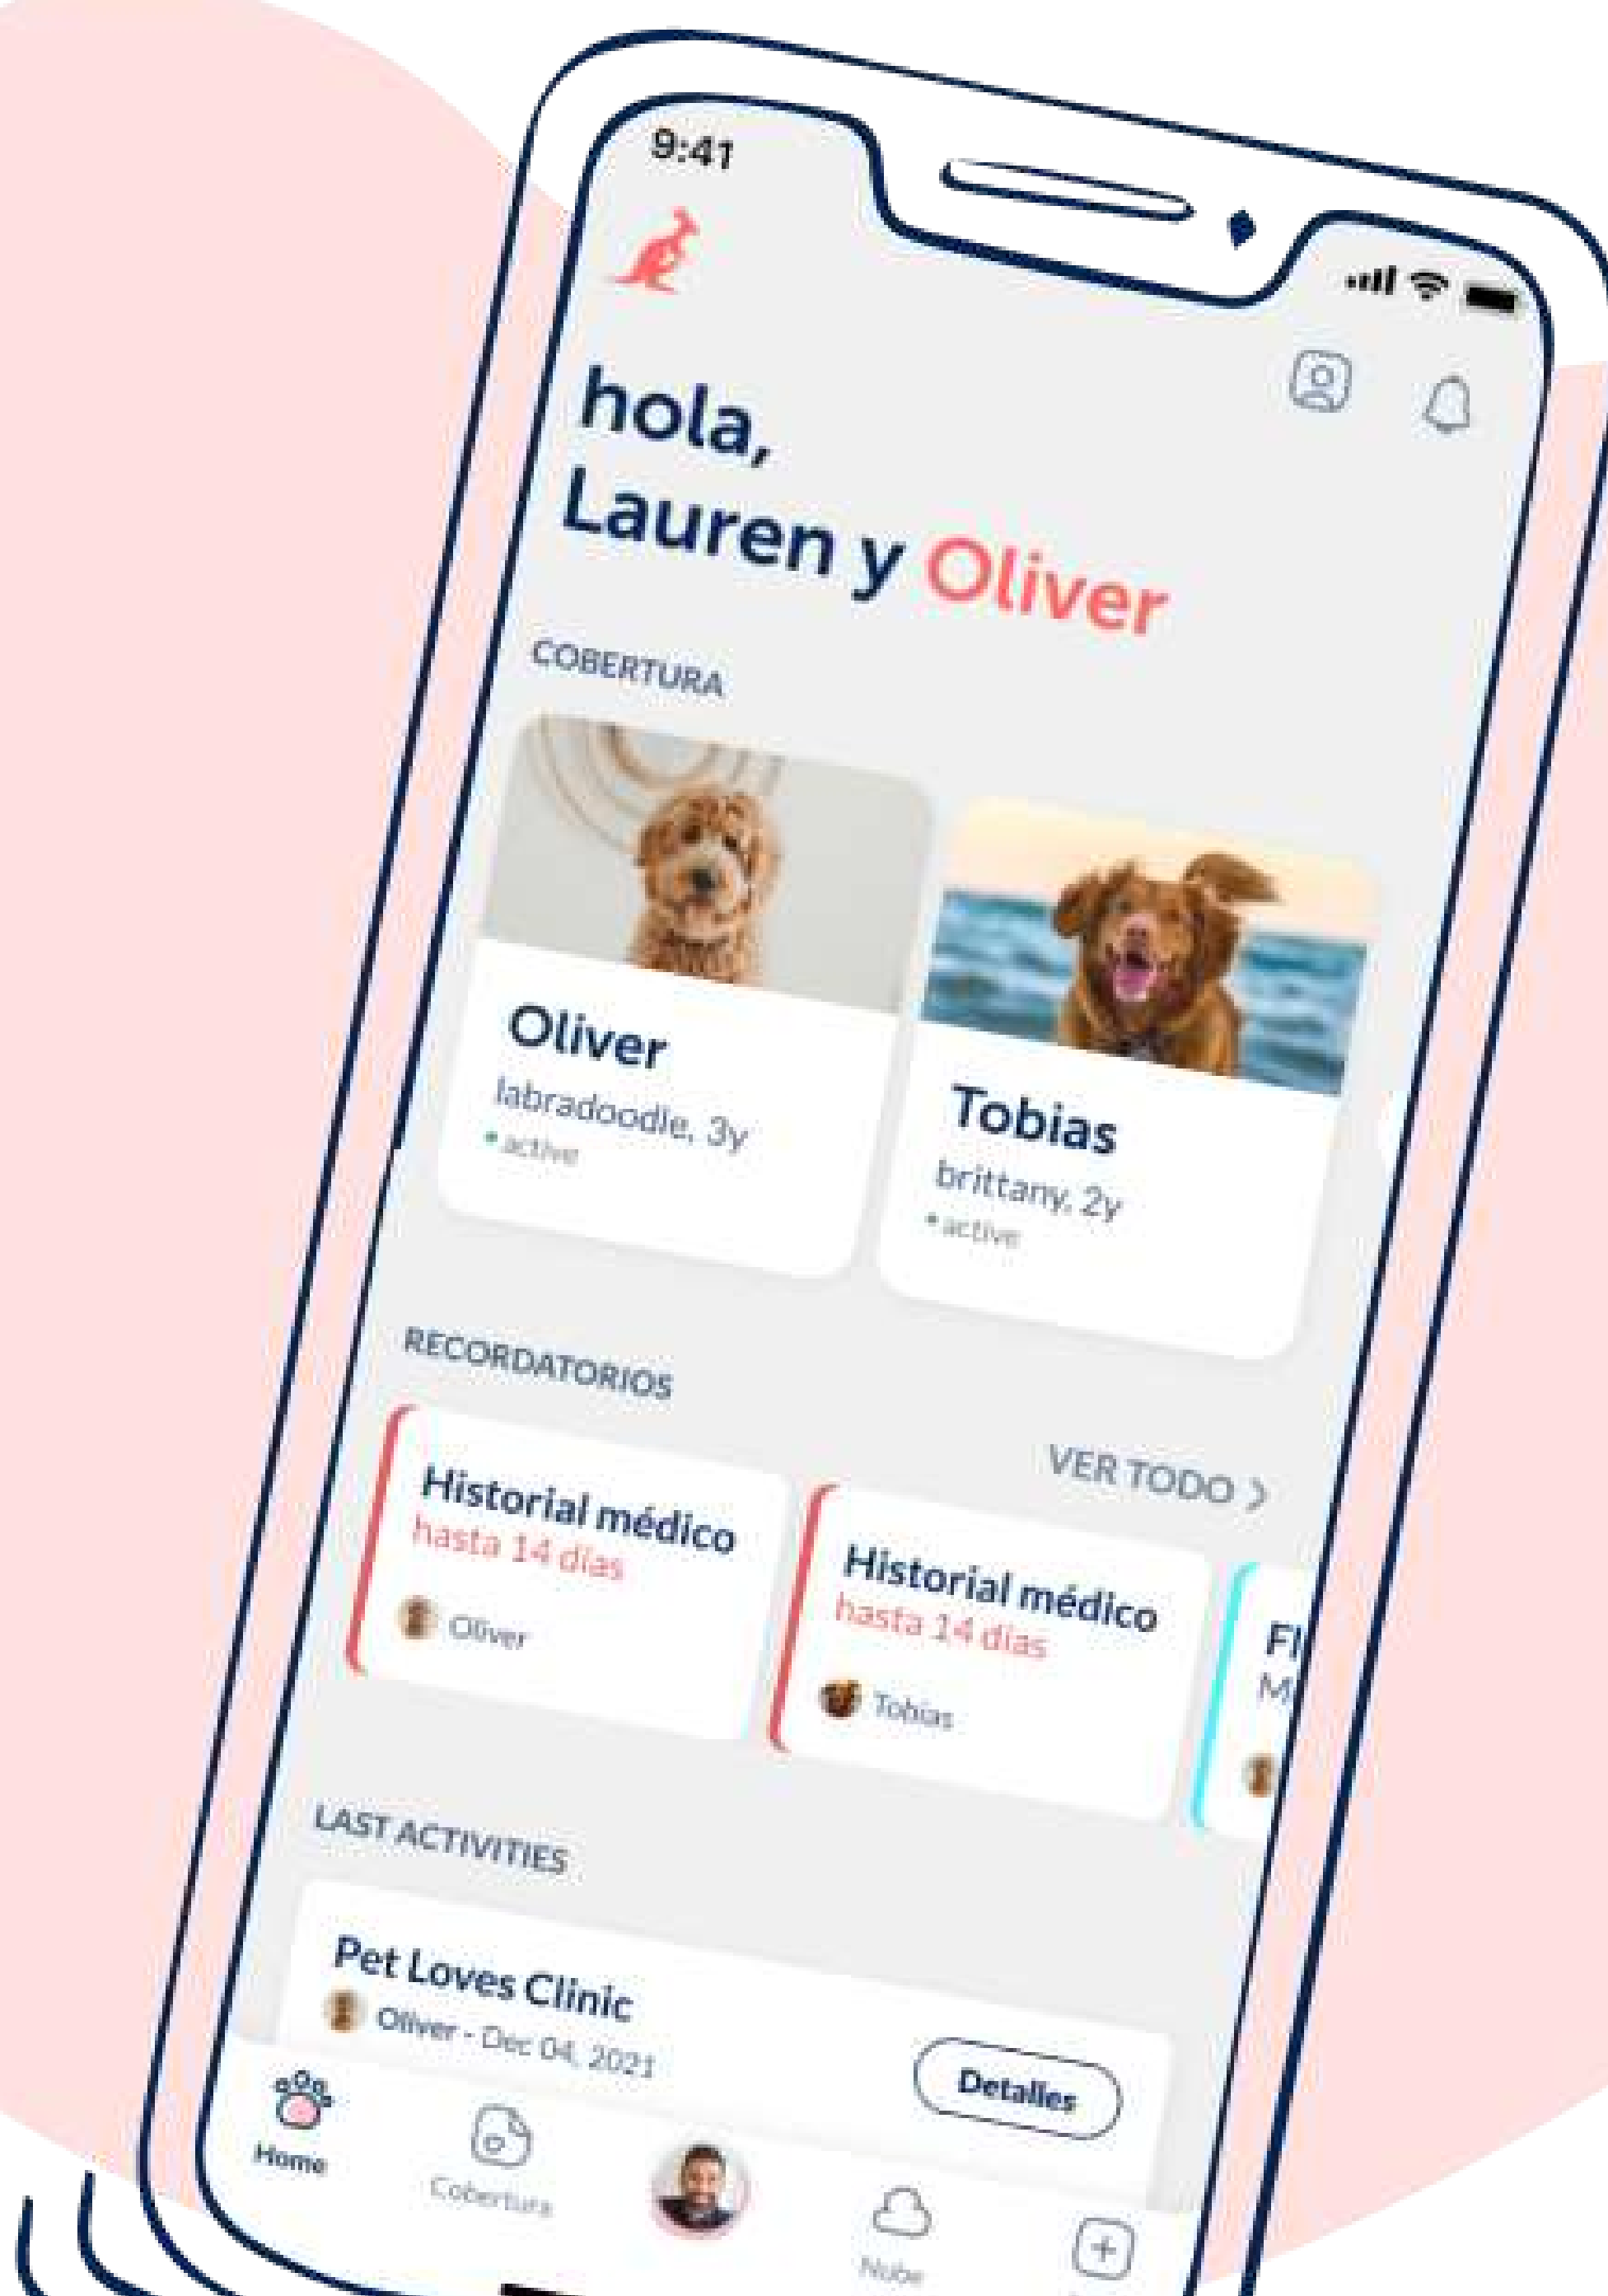 9:41
hola,
Lauren y Oliver
COBERTURA
Oliver
labradoodle, 3y
active
Tobias
brittany, 2y
active
RECORDATORIOS
VER TODO
Historial médico
hasta 14 días
Oliver
Historial médico
hasta 14 días
Tobias
LAST ACTIVITIES
Pet Loves Clinic
Oliver - Dec 04, 2021
Detalles
Home
Cobertura
Nube